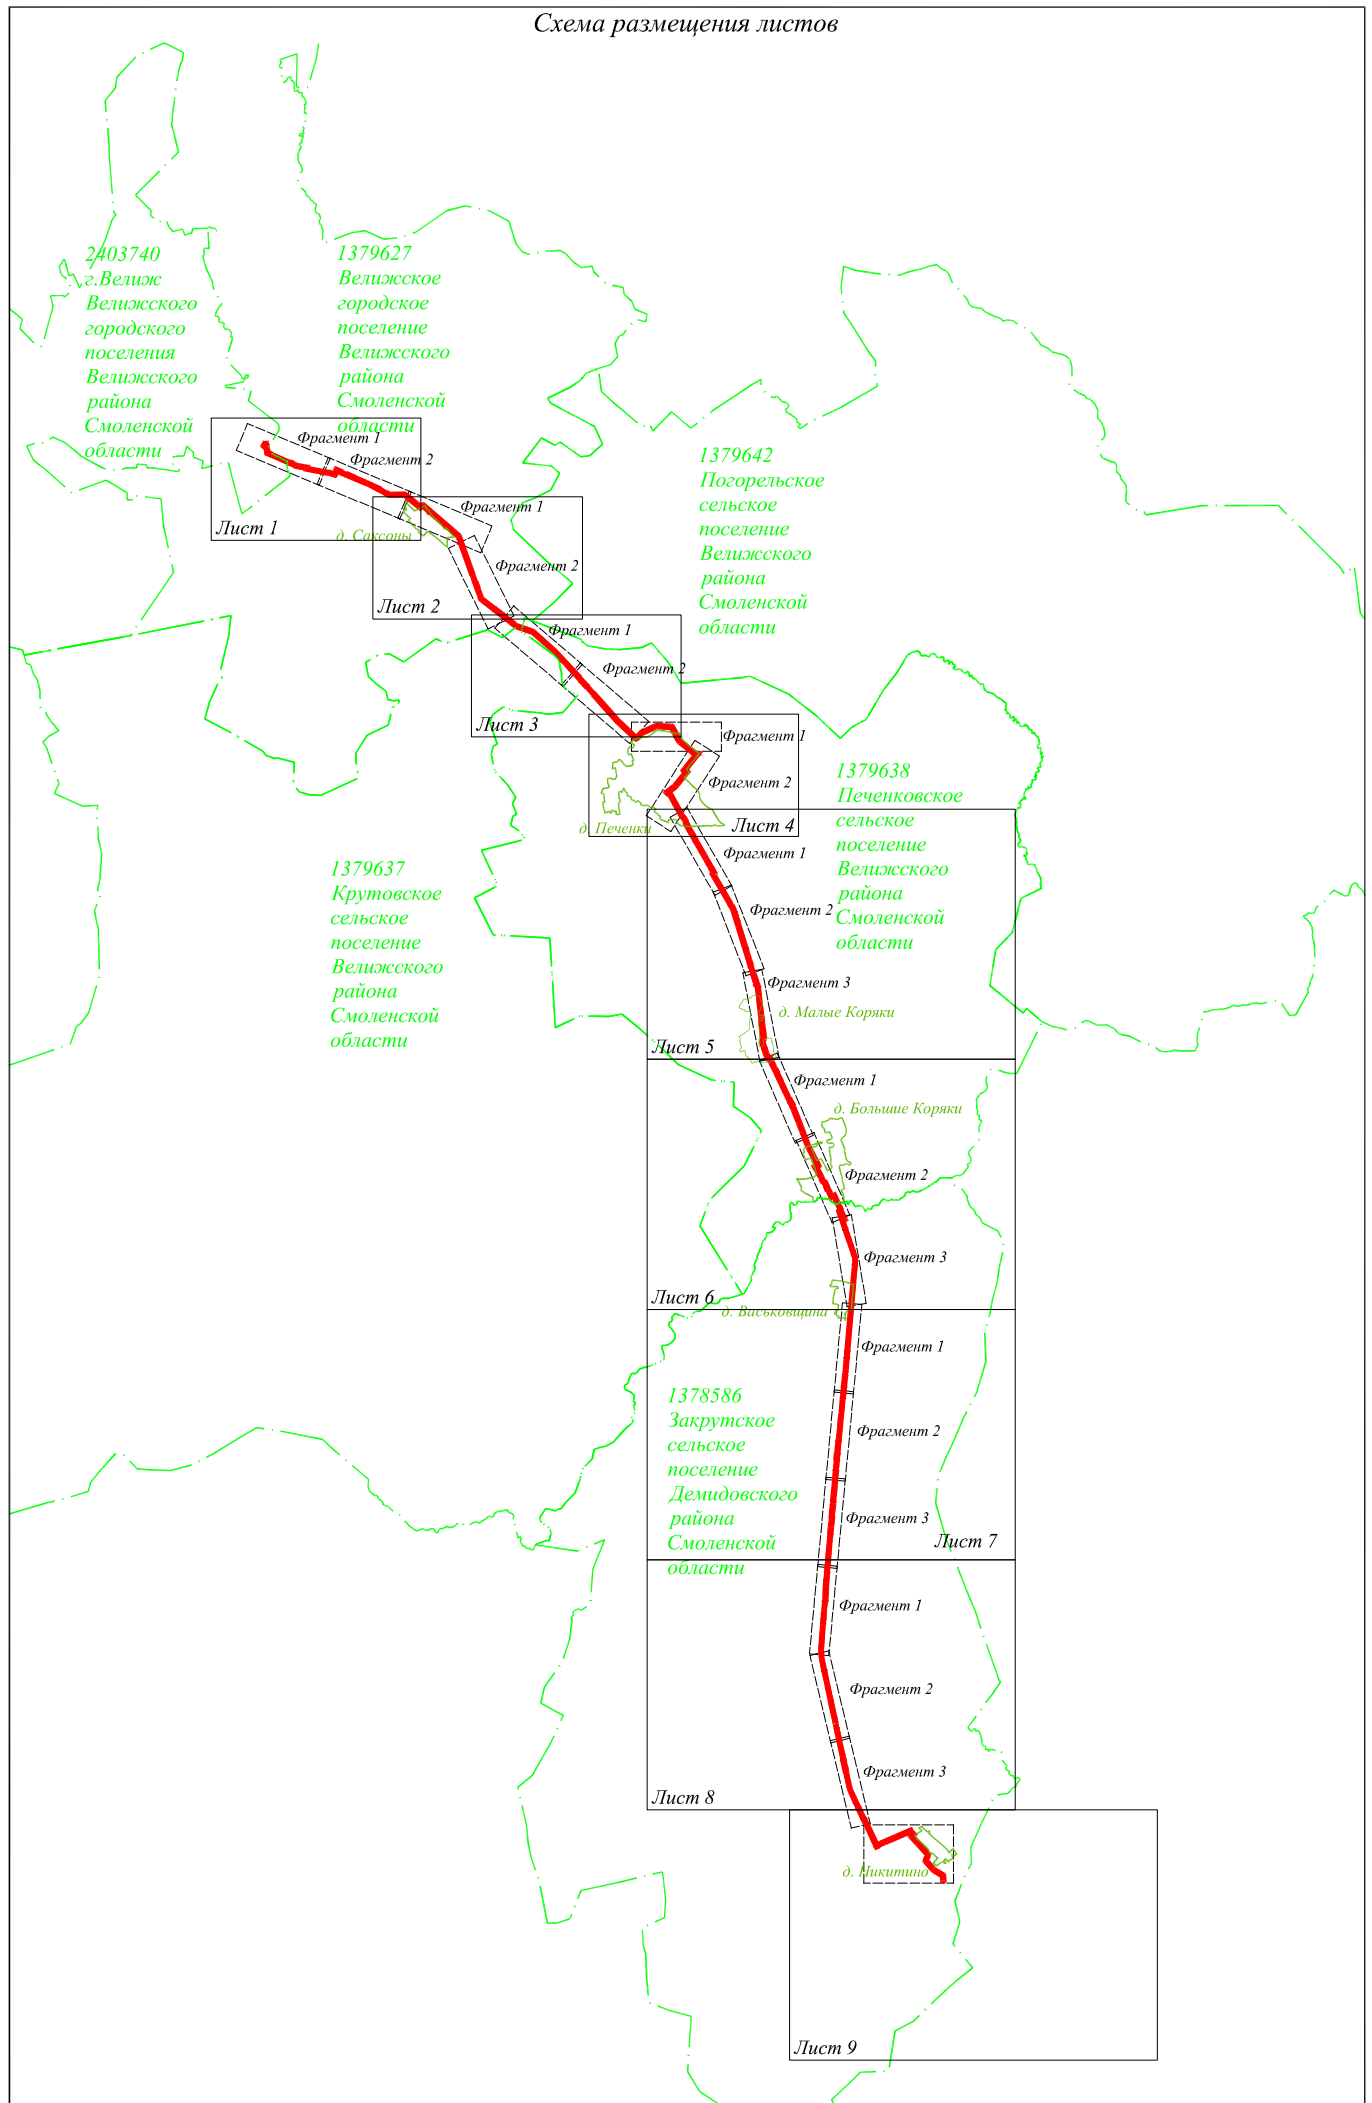 Схема размещения листов
2403740
г.Велиж
Велижского
городского
поселения
Велижского
района
Смоленской
области
1379627
Велижское
городское
поселение
Велижского
района
Смоленской
области
Фрагмент 1
Фрагмент 2
Лист 1
1379642
Погорельское
сельское
поселение
Велижского
района
Смоленской
области
Фрагмент 1
д. Саксоны
Фрагмент 2
Лист 2
Фрагмент 1
Фрагмент 2
Лист 3
Фрагмент 1
Фрагмент 2
д. Печенки
Лист 4
1379638
Печенковское
сельское
поселение
Велижского
района
Смоленской
области
1379637
Крутовское
сельское
поселение
Велижского
района
Смоленской
области
Фрагмент 1
Фрагмент 2
Фрагмент 3
д. Малые Коряки
Лист 5
Фрагмент 1
д. Большие Коряки
Фрагмент 2
Фрагмент 3
Лист 6
д. Васьковщина
Фрагмент 1
1378586
Закрутское
сельское
поселение
Демидовского
района
Смоленской
области
Фрагмент 2
Фрагмент 3
Лист 7
Фрагмент 1
Фрагмент 2
Фрагмент 3
Лист 8
д. Никитино
Лист 9